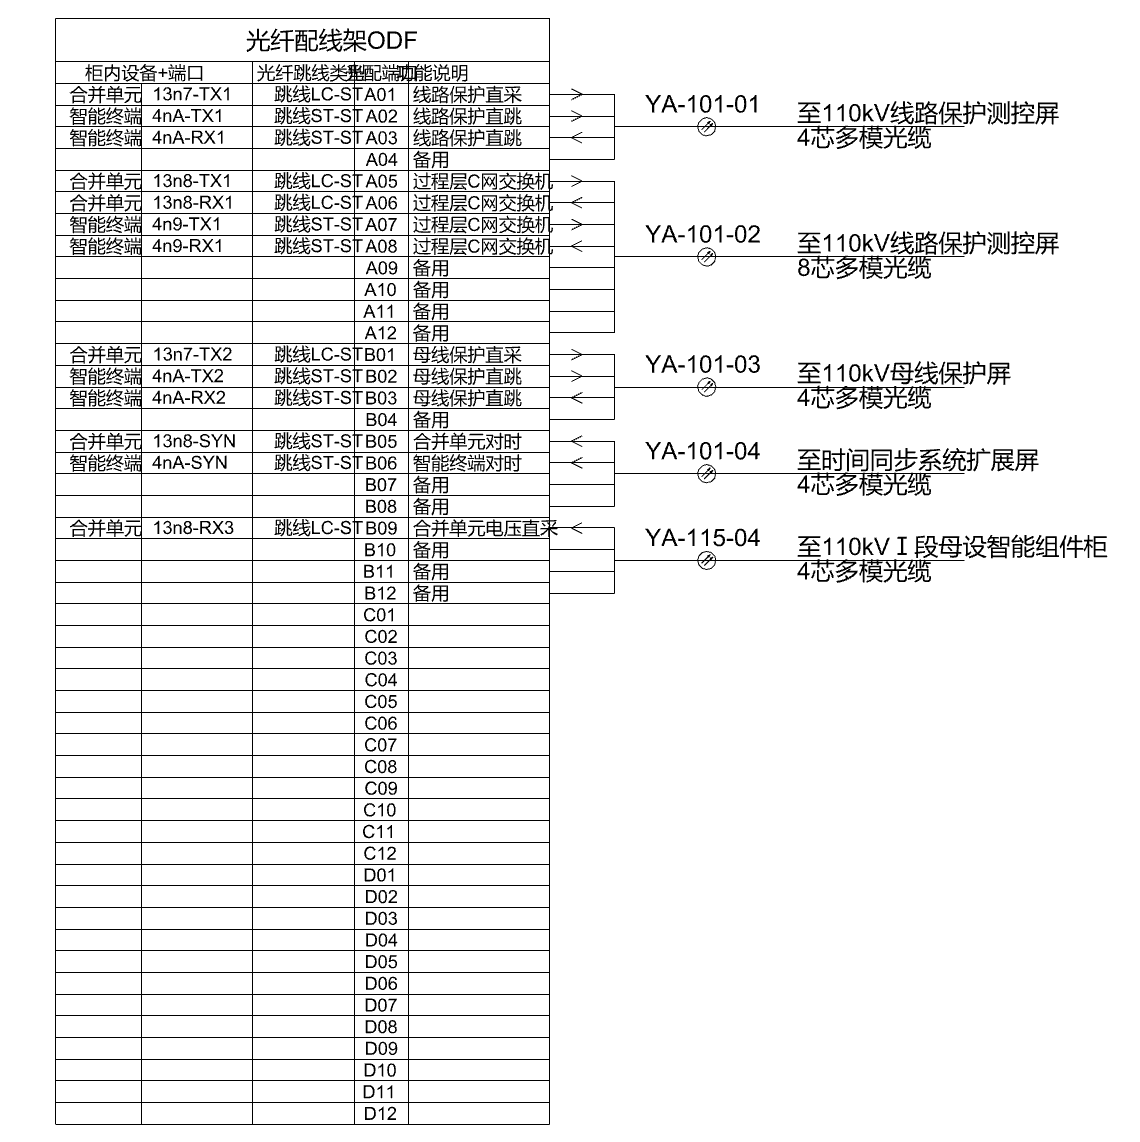 光纤配线架ODF
柜内设备+端口 光纤跳线类型 配端口 功能说明
合并单元 13n7-TX1 跳线LC-ST A01 线路保护直采
智能终端 4nA-TX1 跳线ST-ST A02 线路保护直跳
智能终端 4nA-RX1 跳线ST-ST A03 线路保护直跳
A04 备用
YA-101-01
至110kV线路保护测控屏
4芯多模光缆
合并单元 13n8-TX1 跳线LC-ST A05 过程层C网交换机
合并单元 13n8-RX1 跳线LC-ST A06 过程层C网交换机
智能终端 4n9-TX1 跳线ST-ST A07 过程层C网交换机
智能终端 4n9-RX1 跳线ST-ST A08 过程层C网交换机
A09 备用
A10 备用
A11 备用
A12 备用
YA-101-02
至110kV线路保护测控屏
8芯多模光缆
合并单元 13n7-TX2 跳线LC-ST B01 母线保护直采
智能终端 4nA-TX2 跳线ST-ST B02 母线保护直跳
智能终端 4nA-RX2 跳线ST-ST B03 母线保护直跳
B04 备用
YA-101-03
至110kV母线保护屏
4芯多模光缆
合并单元 13n8-SYN 跳线ST-ST B05 合并单元对时
智能终端 4nA-SYN 跳线ST-ST B06 智能终端对时
B07 备用
B08 备用
YA-101-04
至时间同步系统扩展屏
4芯多模光缆
合并单元 13n8-RX3 跳线LC-ST B09 合并单元电压直采
B10 备用
B11 备用
B12 备用
YA-115-04
至110kVⅠ段母设智能组件柜
4芯多模光缆
C01
C02
C03
C04
C05
C06
C07
C08
C09
C10
C11
C12
D01
D02
D03
D04
D05
D06
D07
D08
D09
D10
D11
D12